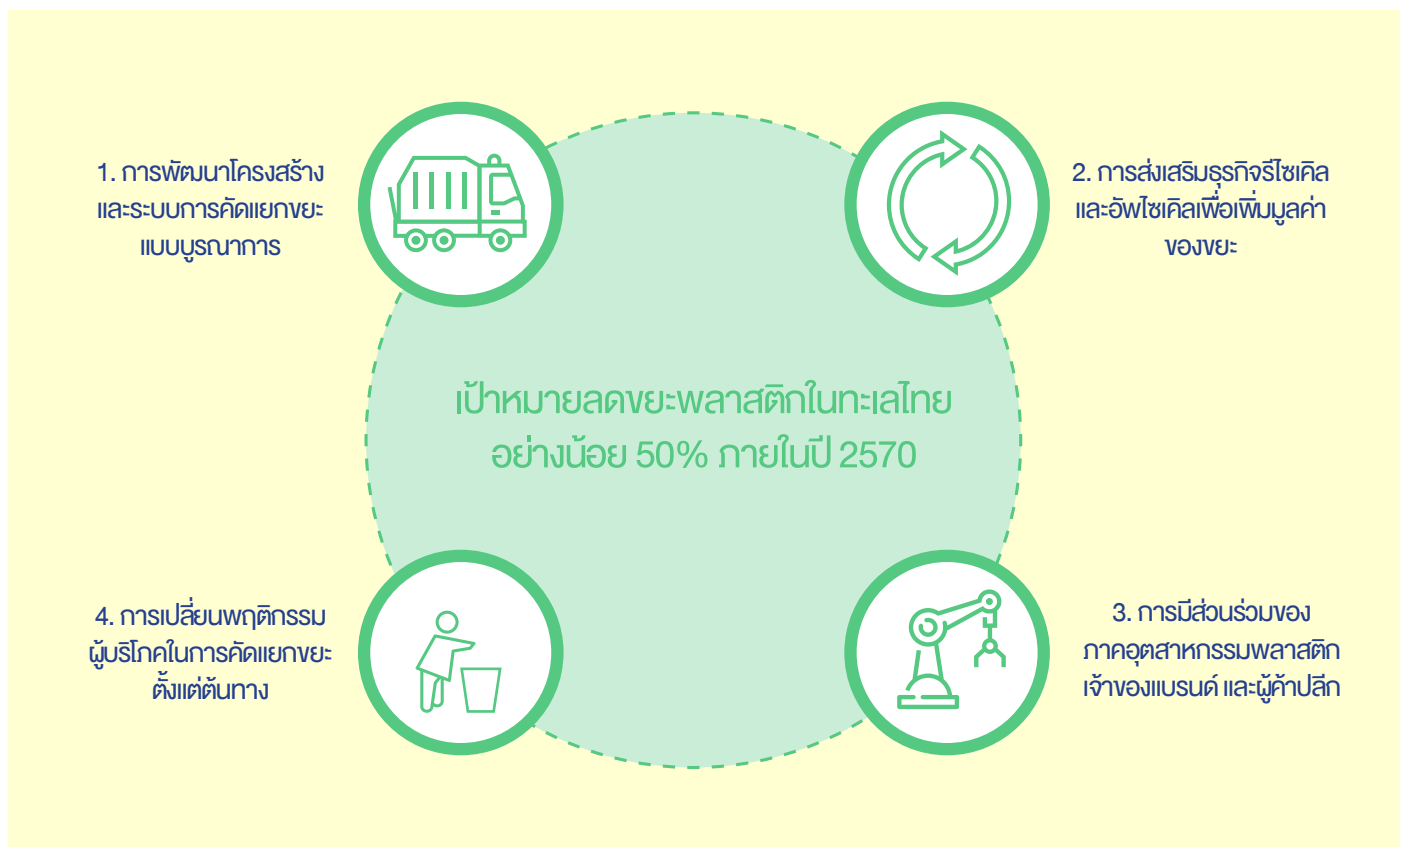 1. การพัฒนาโครงสร้าง
และระบบการคัดแยกขยะ
แบบบูรณาการ
2. การส่งเสริมธุรกิจรีไซเคิล
และอัพไซเคิลเพื่อเพิ่มมูลค่า
ของขยะ
เป้าหมายลดขยะพลาสติกในทะเลไทย
อย่างน้อย 50% ภายในปี 2570
3. การมีส่วนร่วมของ
ภาคอุตสาหกรรมพลาสติก
เจ้าของแบรนด์ และผู้ค้าปลีก
4. การเปลี่ยนพฤติกรรม
ผู้บริโภคในการคัดแยกขยะ
ตั้งแต่ต้นทาง